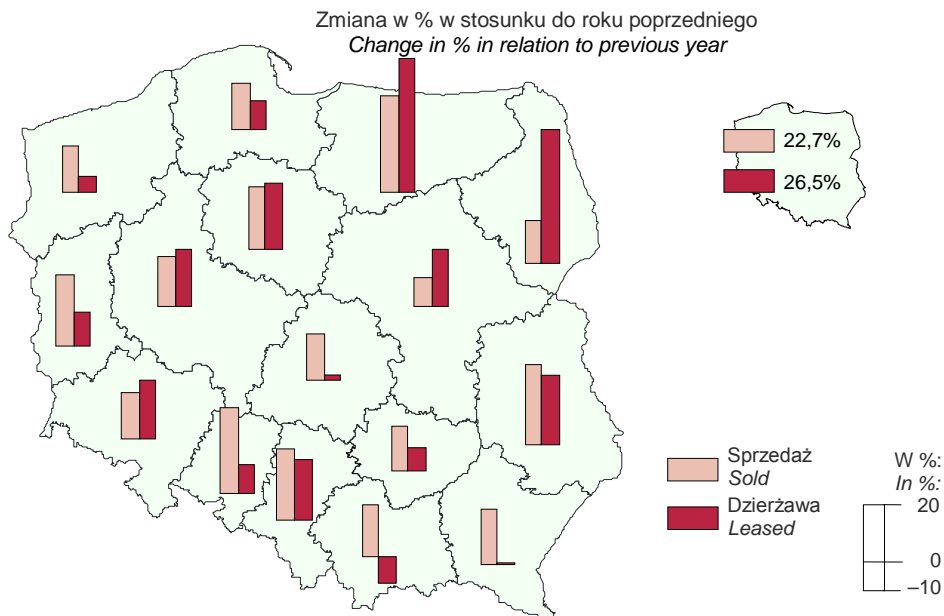 Zmiana w % w stosunku do roku poprzedniego
Change in % in relation to previous year
22,7%
26,5%
Sprzedaż
Sold
Dzierżawa
Leased
W %:
In %:
20
0
–10